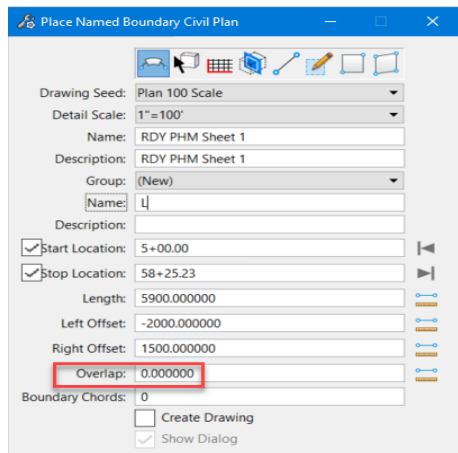 Place Named Boundary Civil Plan
Drawing Seed: Plan 100 Scale
Detail Scale: 1"=100'
Name: RDY PHM Sheet 1
Description: RDY PHM Sheet 1
Group: (New)
Name: L
Description:
Start Location: 5+00.00
Stop Location: 58+25.23
Length: 5900.000000
Left Offset: -2000.000000
Right Offset: 1500.000000
Overlap: 0.000000
Boundary Chords: 0
Create Drawing
Show Dialog